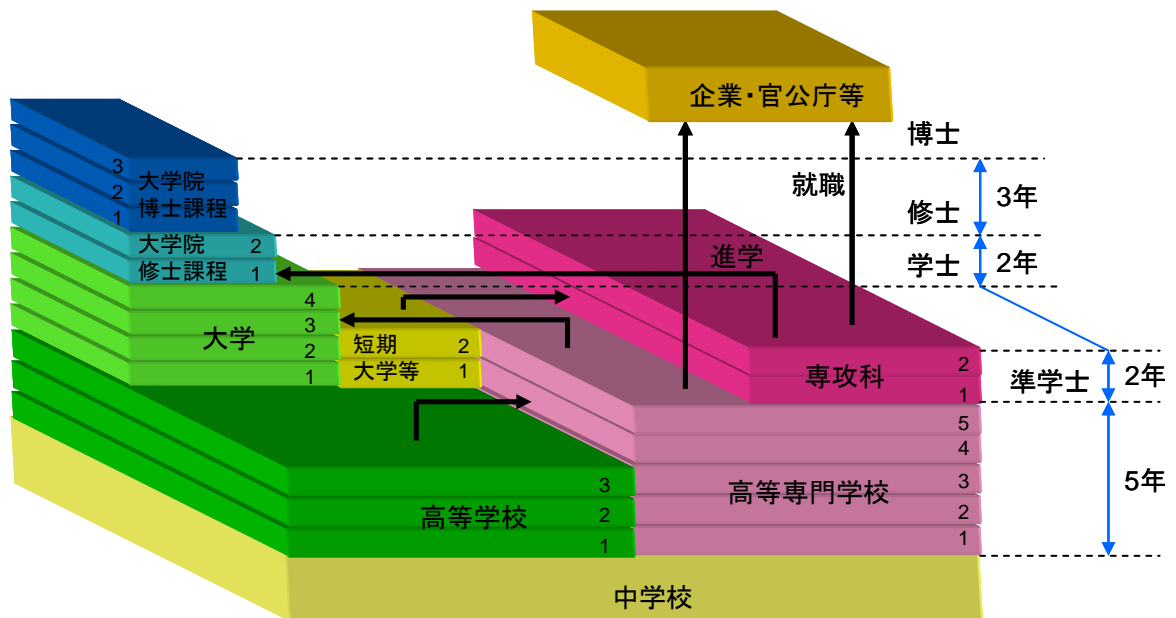 企業・官公庁等
博士
3
大学院
2
博士課程
1
就職
3年
修士
大学院
2
修士課程
1
進学
学士
2年
4
3
大学
2
1
短期
2
大学等
1
2
専攻科
1
準学士
2年
5
4
3
高等専門学校
2
1
5年
3
2
高等学校
1
中学校